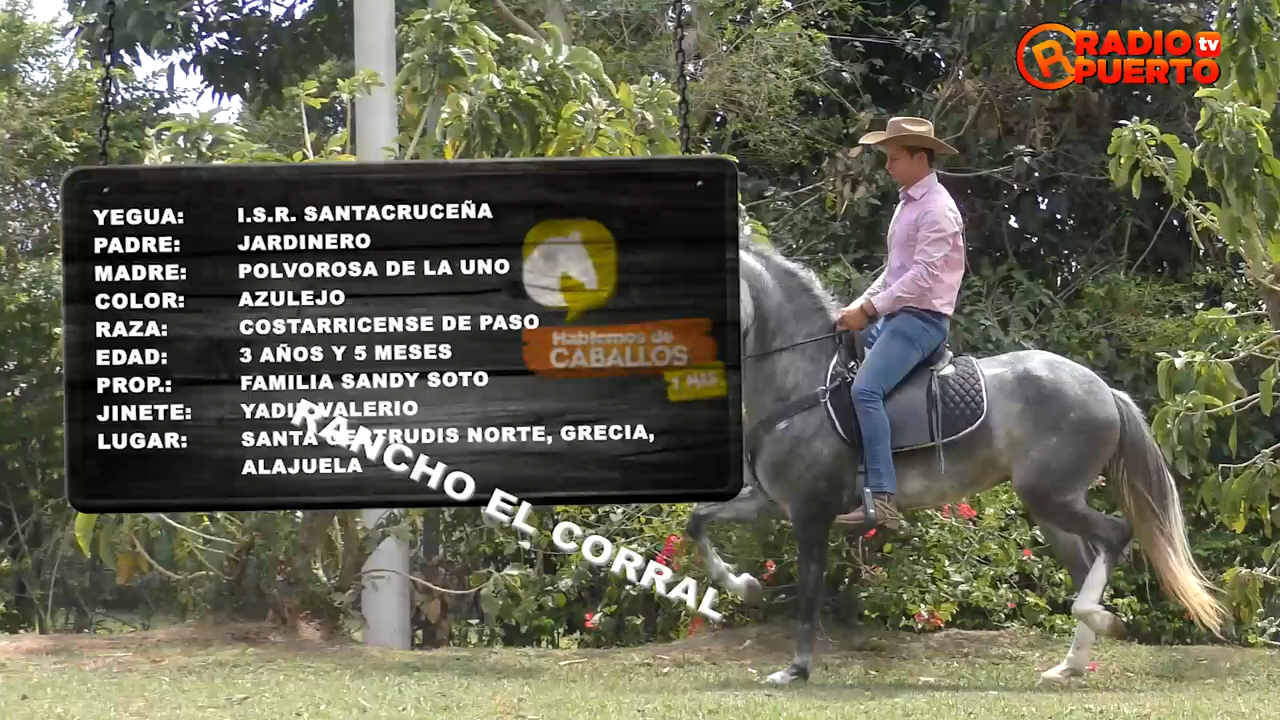 RADIO tv
PUERTO
YEGUA: I.S.R. SANTACRUCEÑA
PADRE: JARDINERO
MADRE: POLVOROSA DE LA UNO
COLOR: AZULEJO
RAZA: COSTARRICENSE DE PASO
EDAD: 3 AÑOS Y 5 MESES
PROP.: FAMILIA SANDY SOTO
JINETE: VALERIO
LUGAR: SANTA GERTRUDIS NORTE, GRECIA,
ALAJUELA
Hablemos de
CABALLOS
Y MÁS
RANCHO EL CORRAL